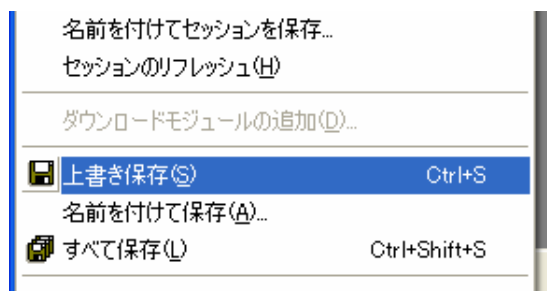 名前を付けてセッションを保存...
セッションのリフレッシュ(H)
ダウンロードモジュールの追加(D)...
上書き保存(S) Ctrl+S
名前を付けて保存(A)...
すべて保存(L) Ctrl+Shift+S